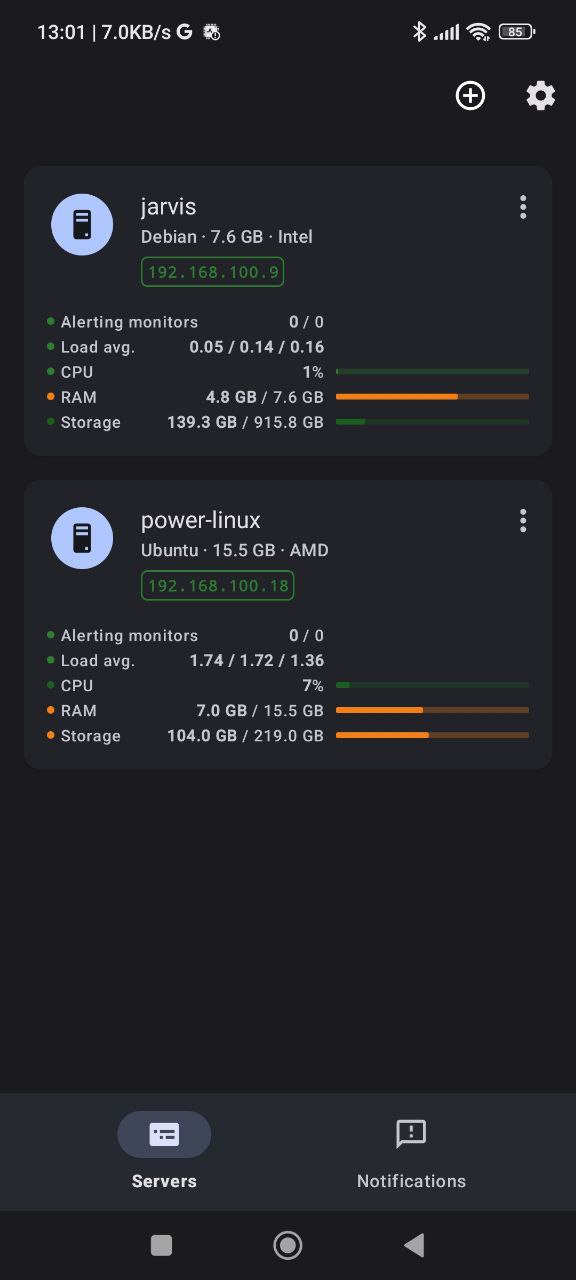 13:01 | 7.0KB/s G 85
jarvis
Debian · 7.6 GB · Intel
192.168.100.9
Alerting monitors 0 / 0
Load avg. 0.05 / 0.14 / 0.16
CPU 1%
RAM 4.8 GB / 7.6 GB
Storage 139.3 GB / 915.8 GB
power-linux
Ubuntu · 15.5 GB · AMD
192.168.100.18
Alerting monitors 0 / 0
Load avg. 1.74 / 1.72 / 1.36
CPU 7%
RAM 7.0 GB / 15.5 GB
Storage 104.0 GB / 219.0 GB
Servers Notifications